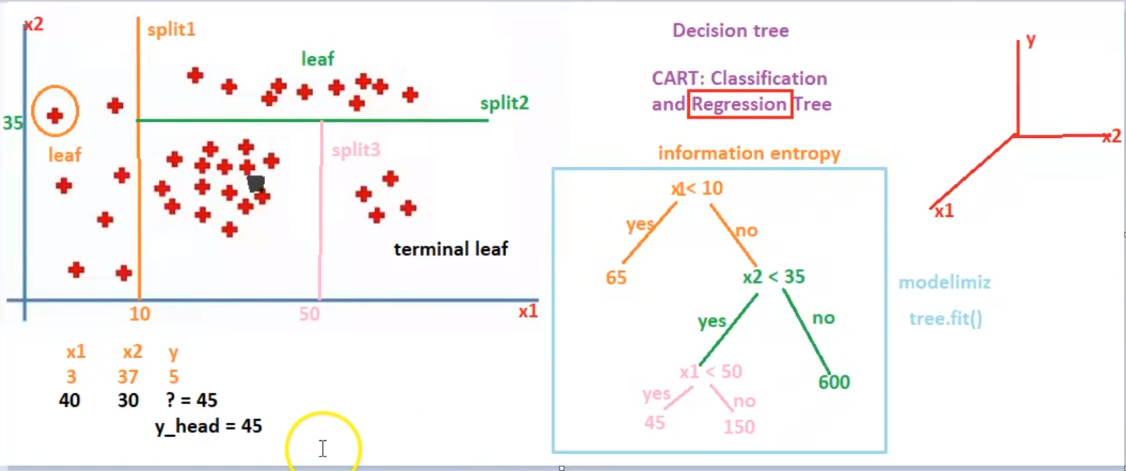 x2
split1
leaf
split2
35
leaf
split3
terminal leaf
10
50
x1
x1 x2 y
3 37 5
40 30 ? = 45
y_head = 45
Decision tree
CART: Classification
and Regression Tree
information entropy
x1< 10
yes
no
65
x2 < 35
yes
no
x1 < 50
600
yes
no
45
150
modelimiz
tree.fit()
y
x2
x1